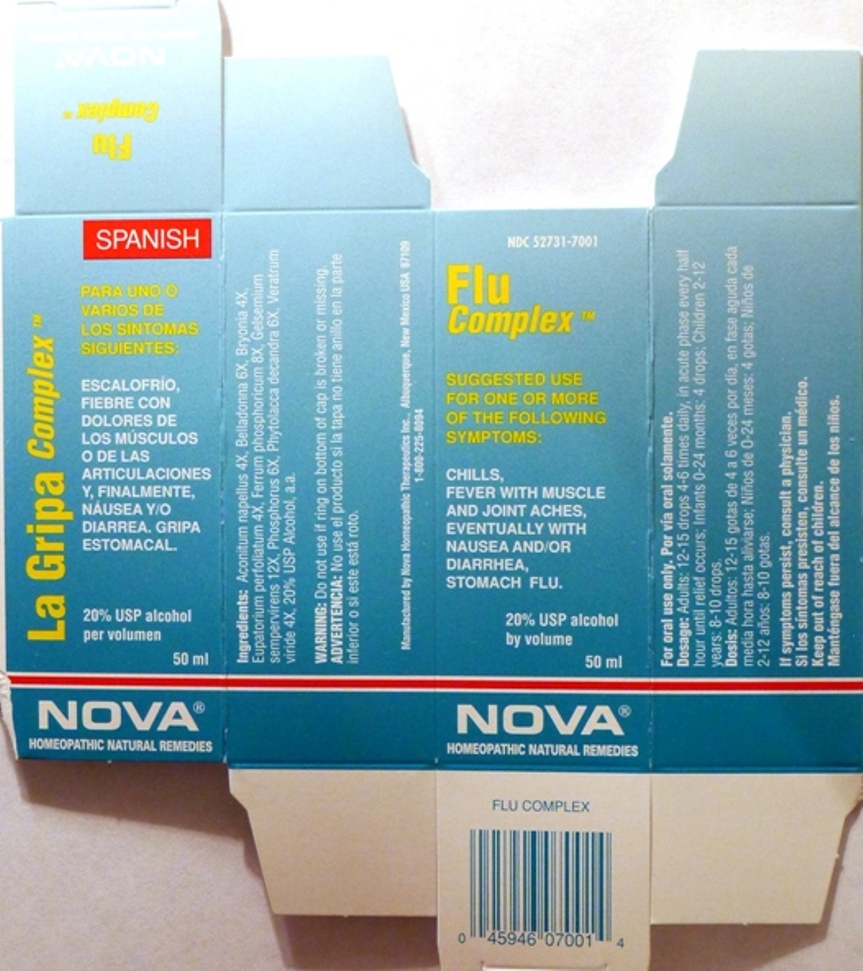 NOVA®
Flu
Complex™
SPANISH
La Gripa Complex™
PARA UNO O
VARIOS DE
LOS SINTOMAS
SIGUIENTES:
ESCALOFRÍO,
FIEBRE CON
DOLORES DE
LOS MÚSCULOS
O DE LAS
ARTICULACIONES
Y, FINALMENTE,
NÁUSEA Y/O
DIARREA. GRIPA
ESTOMACAL.
20% USP alcohol
per volumen
50 ml
NOVA®
HOMEOPATHIC NATURAL REMEDIES
Ingredients: Aconitum napellus 4X, Belladonna 6X, Bryonia 4X,
Eupatorium perfoliatum 4X, Ferrum phosphoricum 8X, Gelsemium
sempervirens 12X, Phosphorus 6X, Phytolacca decandra 6X, Veratrum
viride 4X, 20% USP Alcohol, a.a.
WARNING: Do not use if ring on bottom of cap is broken or missing.
ADVERTENCIA: No use el producto si la tapa no tiene anillo en la parte
inferior o si este está roto.
Manufactured by Nova Homeopathic Therapeutics Inc., Albuquerque, New Mexico USA 87109
1-800-225-8094
NDC 52731-7001
Flu
Complex™
SUGGESTED USE
FOR ONE OR MORE
OF THE FOLLOWING
SYMPTOMS:
CHILLS,
FEVER WITH MUSCLE
AND JOINT ACHES,
EVENTUALLY WITH
NAUSEA AND/OR
DIARRHEA,
STOMACH FLU.
20% USP alcohol
by volume
50 ml
NOVA®
HOMEOPATHIC NATURAL REMEDIES
For oral use only. Por via oral solamente.
Dosage: Adults: 12-15 drops 4-6 times daily, in acute phase every half
hour until relief occurs; Infants 0-24 months: 4 drops; Children 2-12
years: 8-10 drops.
Dosis: Adultos: 12-15 gotas de 4 a 6 veces por día, en fase aguda cada
media hora hasta aliviarse; Niños de 0-24 meses: 4 gotas; Niños de
2-12 años: 8-10 gotas.
If symptoms persist, consult a physician.
Si los síntomas presisten, consulte un médico.
Keep out of reach of children.
Manténgase fuera del alcance de los niños.
FLU COMPLEX
0 45946 07001 4